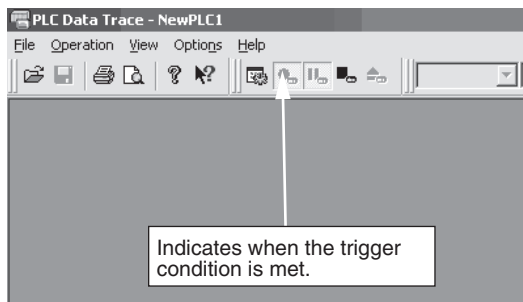 PLC Data Trace - NewPLC1
File Operation View Options Help
Indicates when the trigger
condition is met.